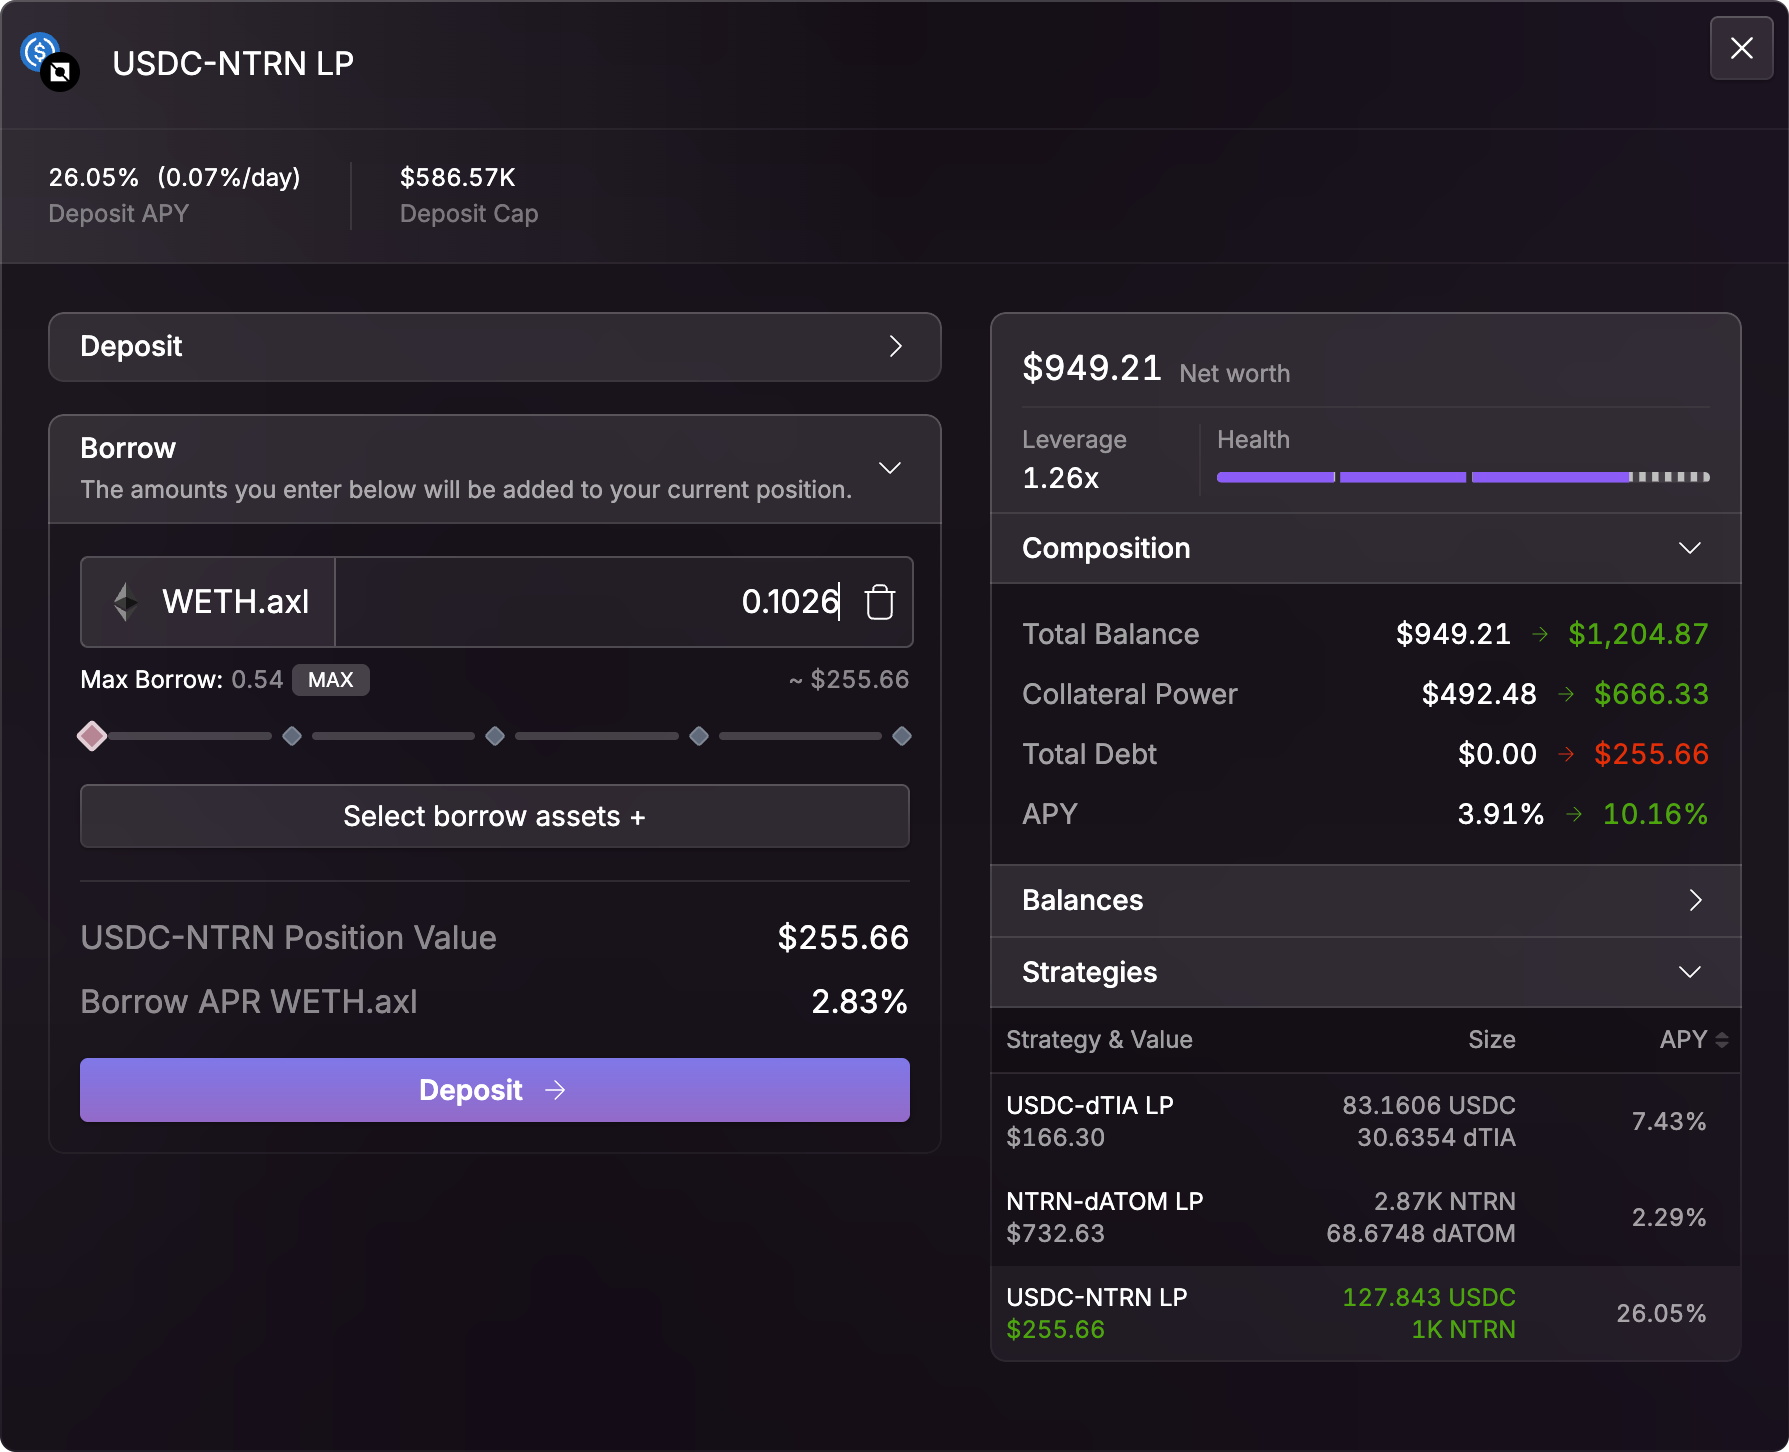 USDC-NTRN LP
26.05% (0.07%/day)
Deposit APY
$586.57K
Deposit Cap
Deposit
Borrow
The amounts you enter below will be added to your current position.
WETH.axl
0.1026
Max Borrow: 0.54 MAX
~ $255.66
Select borrow assets +
USDC-NTRN Position Value $255.66
Borrow APR WETH.axl 2.83%
Deposit →
$949.21 Net worth
Leverage
1.26x
Health
Composition
Total Balance $949.21 → $1,204.87
Collateral Power $492.48 → $666.33
Total Debt $0.00 → $255.66
APY 3.91% → 10.16%
Balances
Strategies
Strategy & Value Size APY
USDC-dTIA LP 83.1606 USDC
$166.30 30.6354 dTIA
7.43%
NTRN-dATOM LP 2.87K NTRN
$732.63 68.6748 dATOM
2.29%
USDC-NTRN LP 127.843 USDC
$255.66 1K NTRN
26.05%